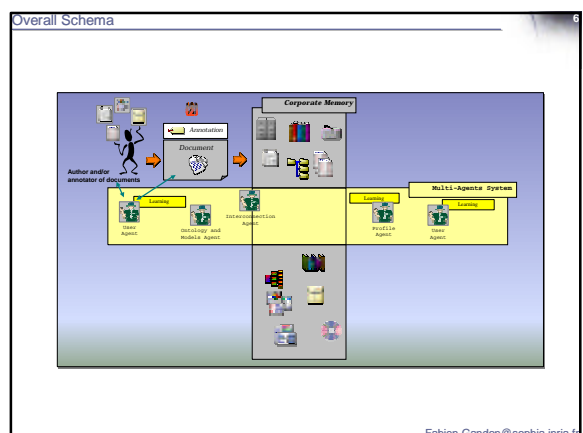 Overall Schema
6
Corporate Memory
Annotation
Document
Author and/or
annotator of documents
Multi-Agents System
Learning
Learning
Learning
User
Agent
Ontology and
Models Agent
Interconnection
Agent
Profile
Agent
User
Agent